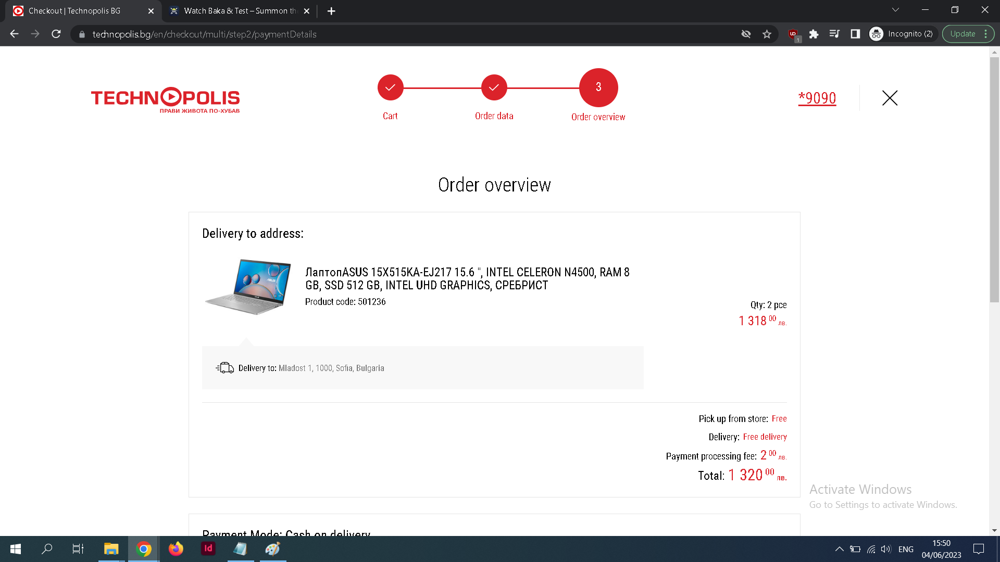 Checkout | Technopolis BG
Watch Baka & Test – Summon th
technopolis.bg/en/checkout/multi/step2/paymentDetails
1
Incognito (2)
Update
TECHNOPOLIS
ПРАВИ ЖИВОТА ПО-ХУБАВ
3
Cart
Order data
Order overview
*9090
Order overview
Delivery to address:
ASUS
ЛаптопASUS 15X515KA-EJ217 15.6 ", INTEL CELERON N4500, RAM 8
GB, SSD 512 GB, INTEL UHD GRAPHICS, СРЕБРИСТ
Product code: 501236
Qty: 2 pce
1 318 00 лв.
Delivery to: Mladost 1, 1000, Sofia, Bulgaria
Pick up from store: Free
Delivery: Free delivery
Payment processing fee: 2 00 лв.
Total: 1 320 00 лв.
Activate Windows
Go to Settings to activate Windows.
Payment Mode: Cash on delivery
Id
ENG
15:50
04/06/2023